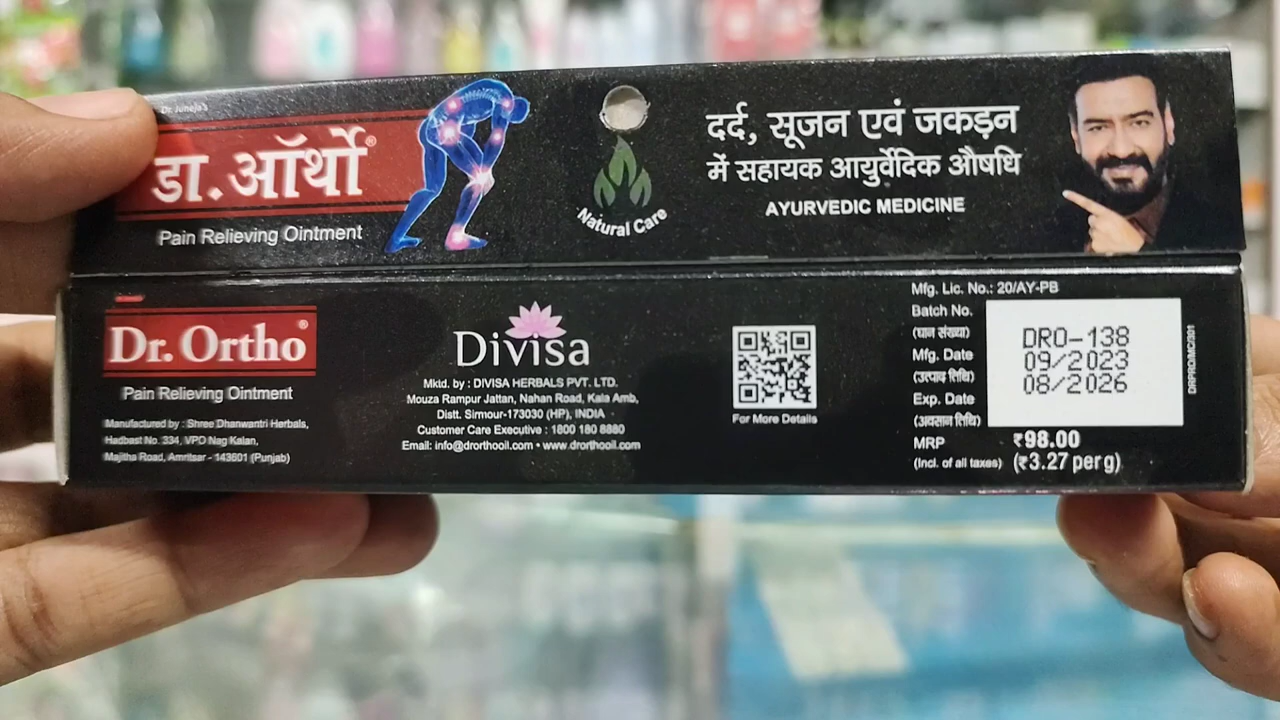 Dr. Juneja's
डा. ऑर्थो®
Pain Relieving Ointment
Natural Care
दर्द, सूजन एवं जकड़न
में सहायक आयुर्वेदिक औषधि
AYURVEDIC MEDICINE
Dr. Ortho®
Pain Relieving Ointment
Manufactured by : Shree Dhanwantri Herbals,
Hadbast No. 334, VPO Nag Kalan,
Majitha Road, Amritsar - 143601 (Punjab)
Divisa
Mktd. by : DIVISA HERBALS PVT. LTD.
Mouza Rampur Jattan, Nahan Road, Kala Amb,
Distt. Sirmour-173030 (HP), INDIA
Customer Care Executive : 1800 180 8880
Email: info@drorthooil.com • www.drorthooil.com
For More Details
Mfg. Lic. No.: 20/AY-PB
Batch No.
(घान संख्या)
DRO-138
Mfg. Date
(उत्पाद तिथि)
09/2023
Exp. Date
(अवसान तिथि)
08/2026
MRP ₹98.00
(Incl. of all taxes) (₹3.27 per g)